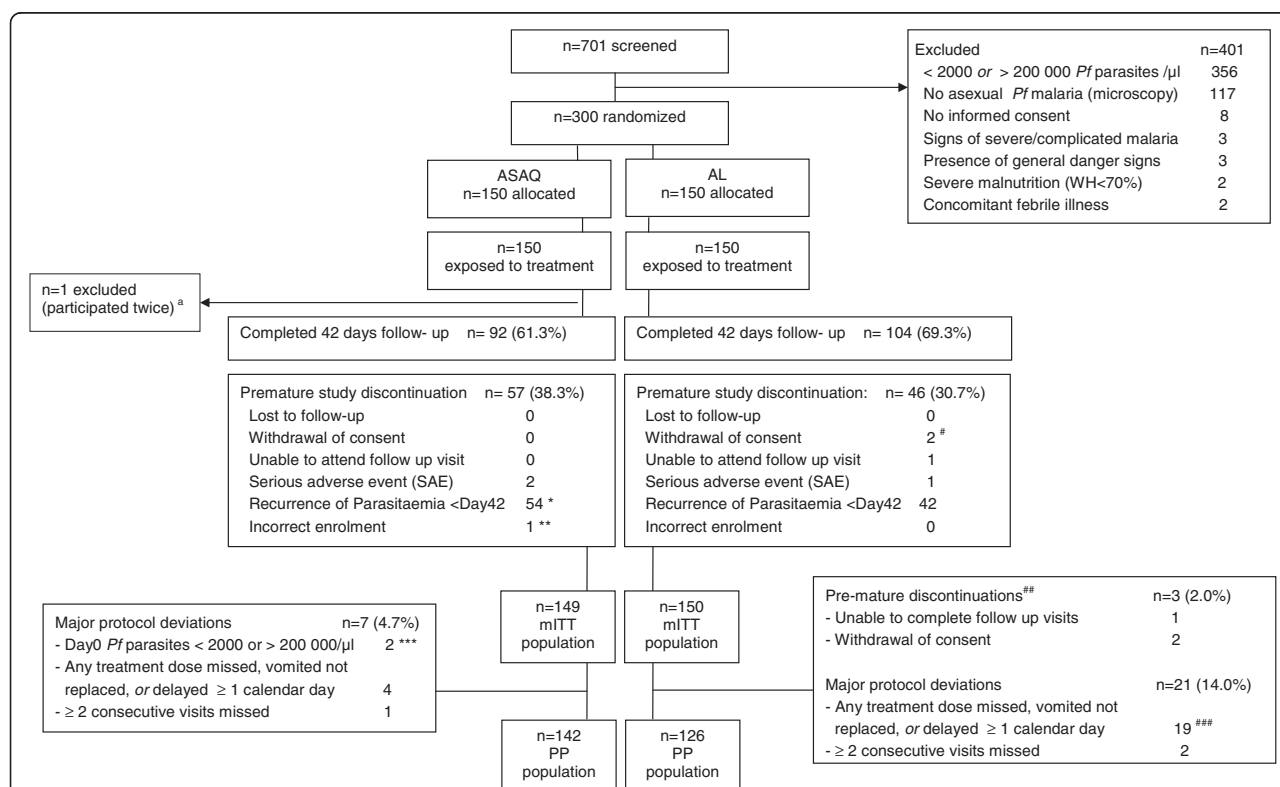 n=701 screened
Excluded n=401
< 2000 or > 200 000 Pf parasites /µl 356
No asexual Pf malaria (microscopy) 117
No informed consent 8
Signs of severe/complicated malaria 3
Presence of general danger signs 3
Severe malnutrition (WH<70%) 2
Concomitant febrile illness 2
n=300 randomized
ASAQ
n=150 allocated
AL
n=150 allocated
n=150
exposed to treatment
n=150
exposed to treatment
n=1 excluded
(participated twice) a
Completed 42 days follow- up n= 92 (61.3%)
Completed 42 days follow- up n= 104 (69.3%)
Premature study discontinuation n= 57 (38.3%)
Lost to follow-up 0
Withdrawal of consent 0
Unable to attend follow up visit 0
Serious adverse event (SAE) 2
Recurrence of Parasitaemia <Day42 54 *
Incorrect enrolment 1 **
Premature study discontinuation: n= 46 (30.7%)
Lost to follow-up 0
Withdrawal of consent 2 #
Unable to attend follow up visit 1
Serious adverse event (SAE) 1
Recurrence of Parasitaemia <Day42 42
Incorrect enrolment 0
n=149
mITT
population
n=150
mITT
population
Major protocol deviations n=7 (4.7%)
- Day0 Pf parasites < 2000 or > 200 000/µl 2 ***
- Any treatment dose missed, vomited not
replaced, or delayed ≥ 1 calendar day 4
- ≥ 2 consecutive visits missed 1
Pre-mature discontinuations## n=3 (2.0%)
- Unable to complete follow up visits 1
- Withdrawal of consent 2
Major protocol deviations n=21 (14.0%)
- Any treatment dose missed, vomited not
replaced, or delayed ≥ 1 calendar day 19 ###
- ≥ 2 consecutive visits missed 2
n=142
PP
population
n=126
PP
population